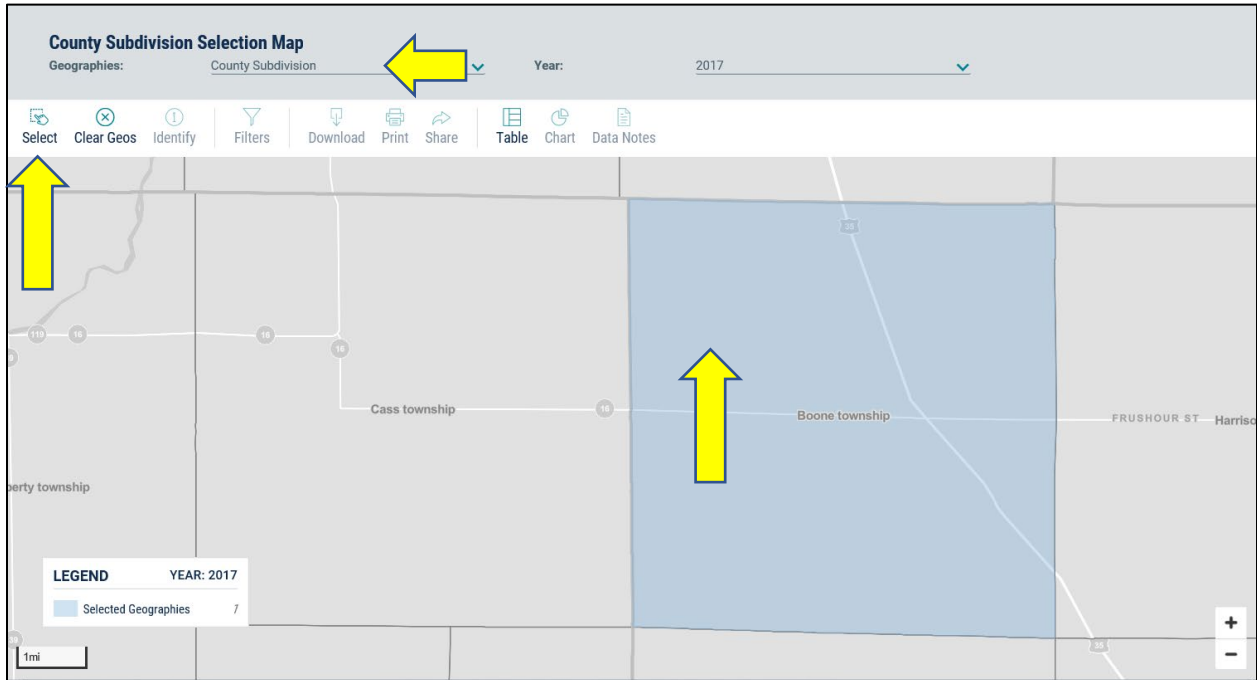 County Subdivision Selection Map
Geographies: County Subdivision Year: 2017
Select Clear Geos Identify Filters Download Print Share Table Chart Data Notes
35
119 16 16
16
Cass township 16 Boone township FRUSHOUR ST Harriso
berty township
LEGEND YEAR: 2017
Selected Geographies 1
+
1mi 35 −